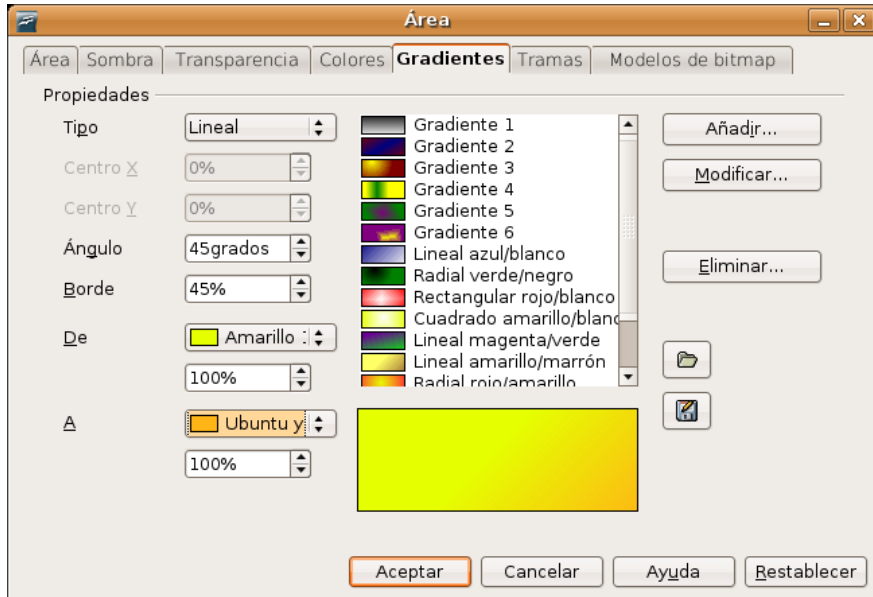 Área
Área Sombra Transparencia Colores Gradientes Tramas Modelos de bitmap
Propiedades
Tipo Lineal
Centro X 0%
Centro Y 0%
Ángulo 45grados
Borde 45%
De Amarillo
100%
A Ubuntu y
100%
Gradiente 1
Gradiente 2
Gradiente 3
Gradiente 4
Gradiente 5
Gradiente 6
Lineal azul/blanco
Radial verde/negro
Rectangular rojo/blanco
Cuadrado amarillo/blanc
Lineal magenta/verde
Lineal amarillo/marrón
Radial rojo/amarillo
Añadir...
Modificar...
Eliminar...
Aceptar Cancelar Ayuda Restablecer